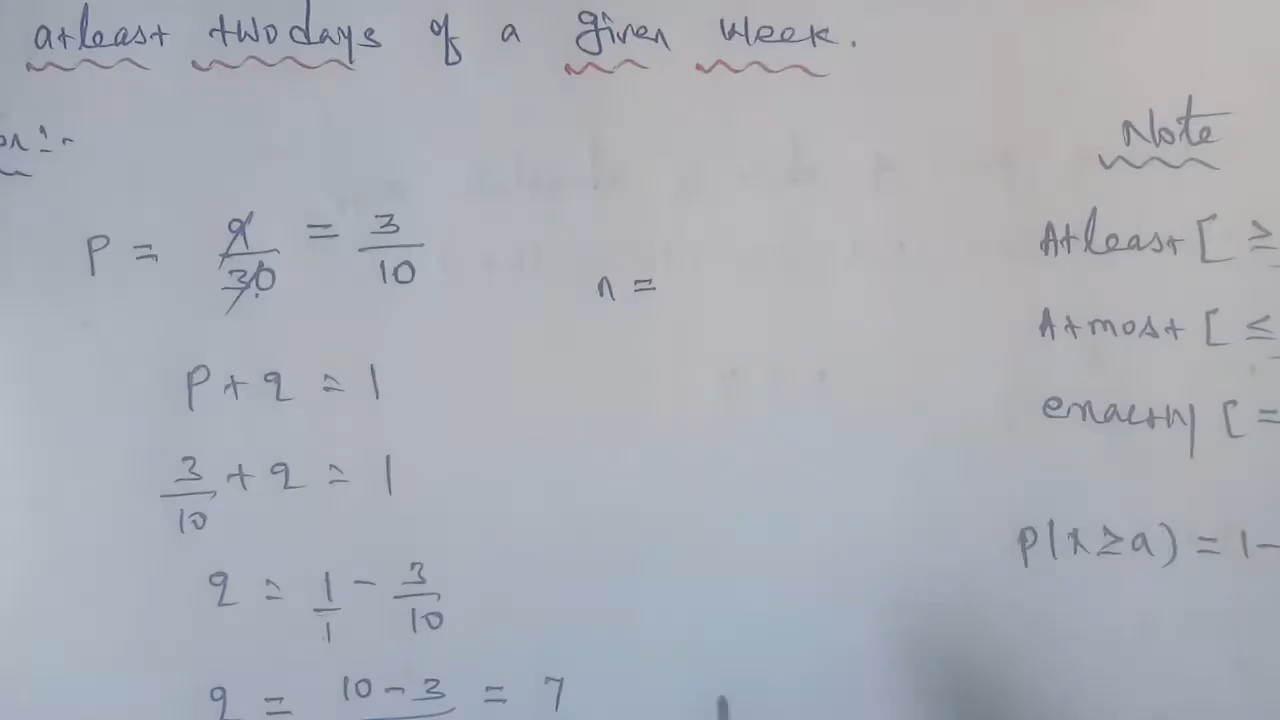 atleast two days of a given week.
on :-
Note
P = 9/30 = 3/10
Atleast [ ≥
n =
Atmost [ ≤
P + q = 1
exactly [ =
3/10 + q = 1
P(x ≥ a) = 1 -
q = 1/1 - 3/10
q = 10 - 3 = 7